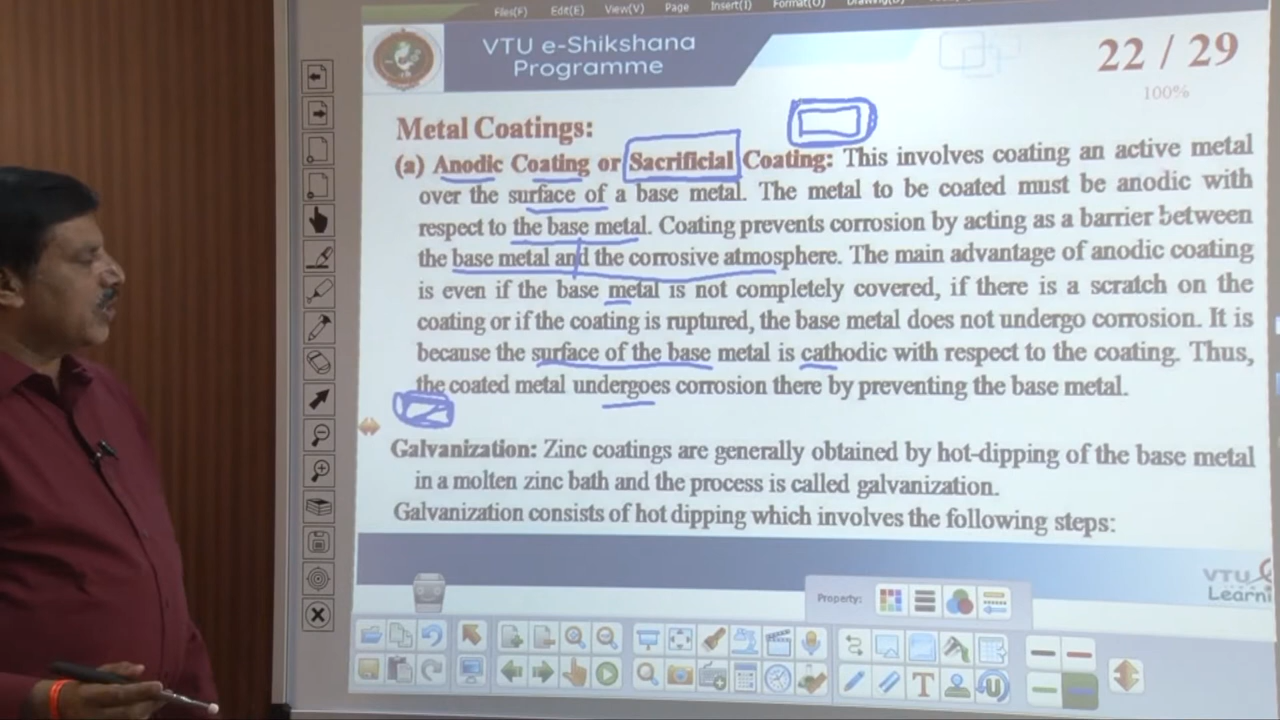 Files(F) Edit(E) View(V) Page Insert(I) Format(O)
VTU e-Shikshana
Programme
22 / 29
100%
Metal Coatings:
(a) Anodic Coating or Sacrificial Coating: This involves coating an active metal
over the surface of a base metal. The metal to be coated must be anodic with
respect to the base metal. Coating prevents corrosion by acting as a barrier between
the base metal and the corrosive atmosphere. The main advantage of anodic coating
is even if the base metal is not completely covered, if there is a scratch on the
coating or if the coating is ruptured, the base metal does not undergo corrosion. It is
because the surface of the base metal is cathodic with respect to the coating. Thus,
the coated metal undergoes corrosion there by preventing the base metal.
Galvanization: Zinc coatings are generally obtained by hot-dipping of the base metal
in a molten zinc bath and the process is called galvanization.
Galvanization consists of hot dipping which involves the following steps:
VTU
Learni
Property:
T
U